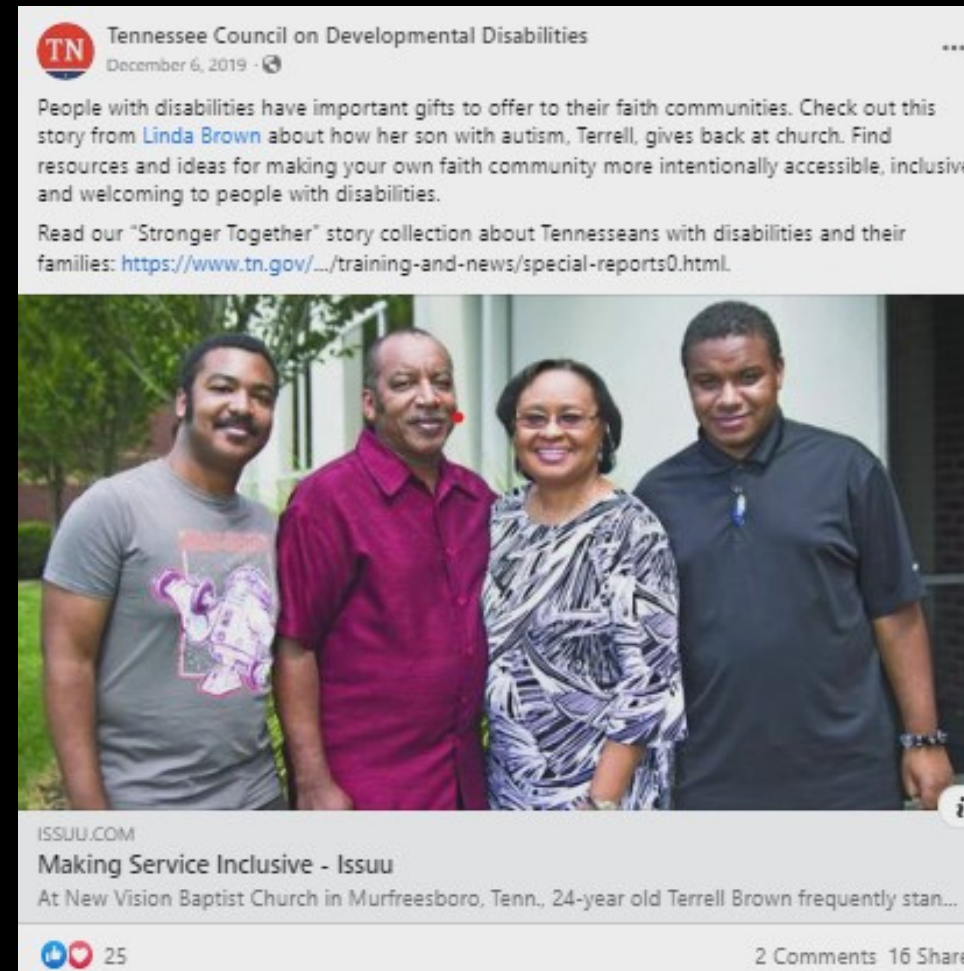 TN
Tennessee Council on Developmental Disabilities
December 6, 2019 ·
People with disabilities have important gifts to offer to their faith communities. Check out this
story from Linda Brown about how her son with autism, Terrell, gives back at church. Find
resources and ideas for making your own faith community more intentionally accessible, inclusive
and welcoming to people with disabilities.
Read our "Stronger Together" story collection about Tennesseans with disabilities and their
families: https://www.tn.gov/.../training-and-news/special-reports0.html.
ISSUU.COM
Making Service Inclusive - Issuu
At New Vision Baptist Church in Murfreesboro, Tenn., 24-year old Terrell Brown frequently stan...
25
2 Comments 16 Share